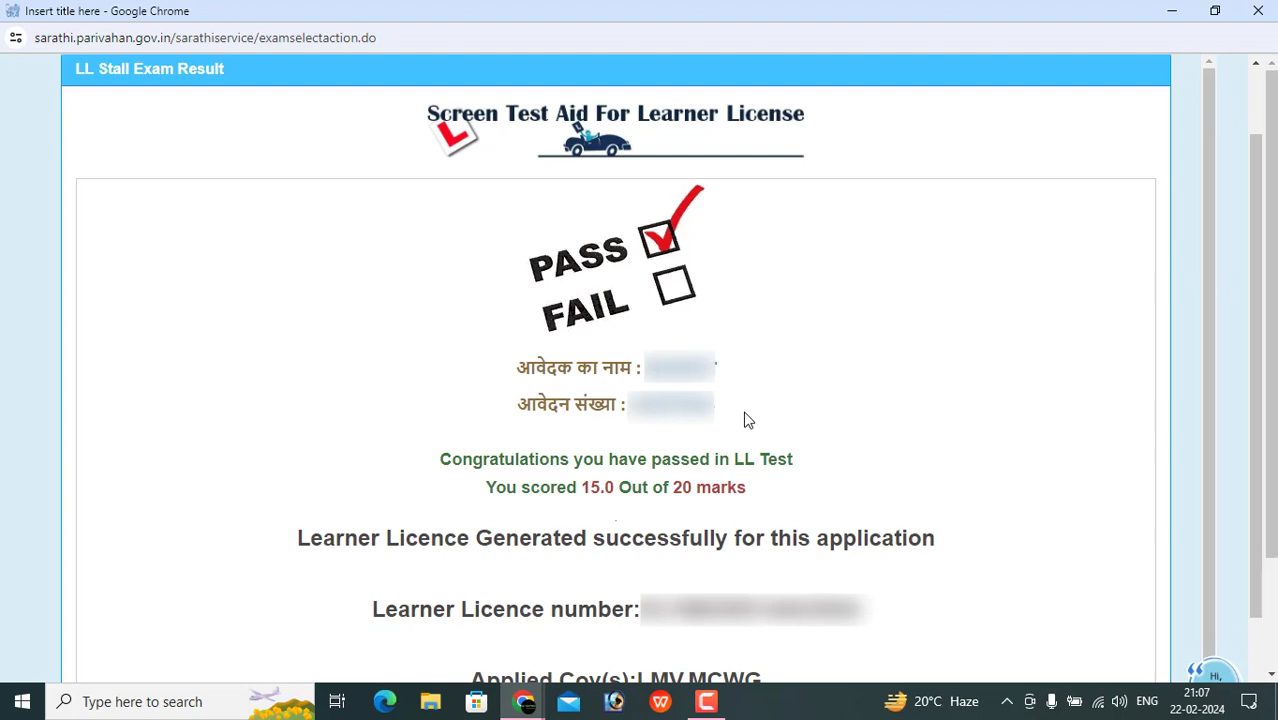 Insert title here - Google Chrome
sarathi.parivahan.gov.in/sarathiservice/examselectaction.do
LL Stall Exam Result
Screen Test Aid For Learner License
L
PASS
FAIL
आवेदक का नाम :
आवेदन संख्या :
Congratulations you have passed in LL Test
You scored 15.0 Out of 20 marks
Learner Licence Generated successfully for this application
Learner Licence number:
Applied Cov(s):LMV,MCWG
Hi,
Type here to search
W
20°C Haze
ENG
21:07
22-02-2024